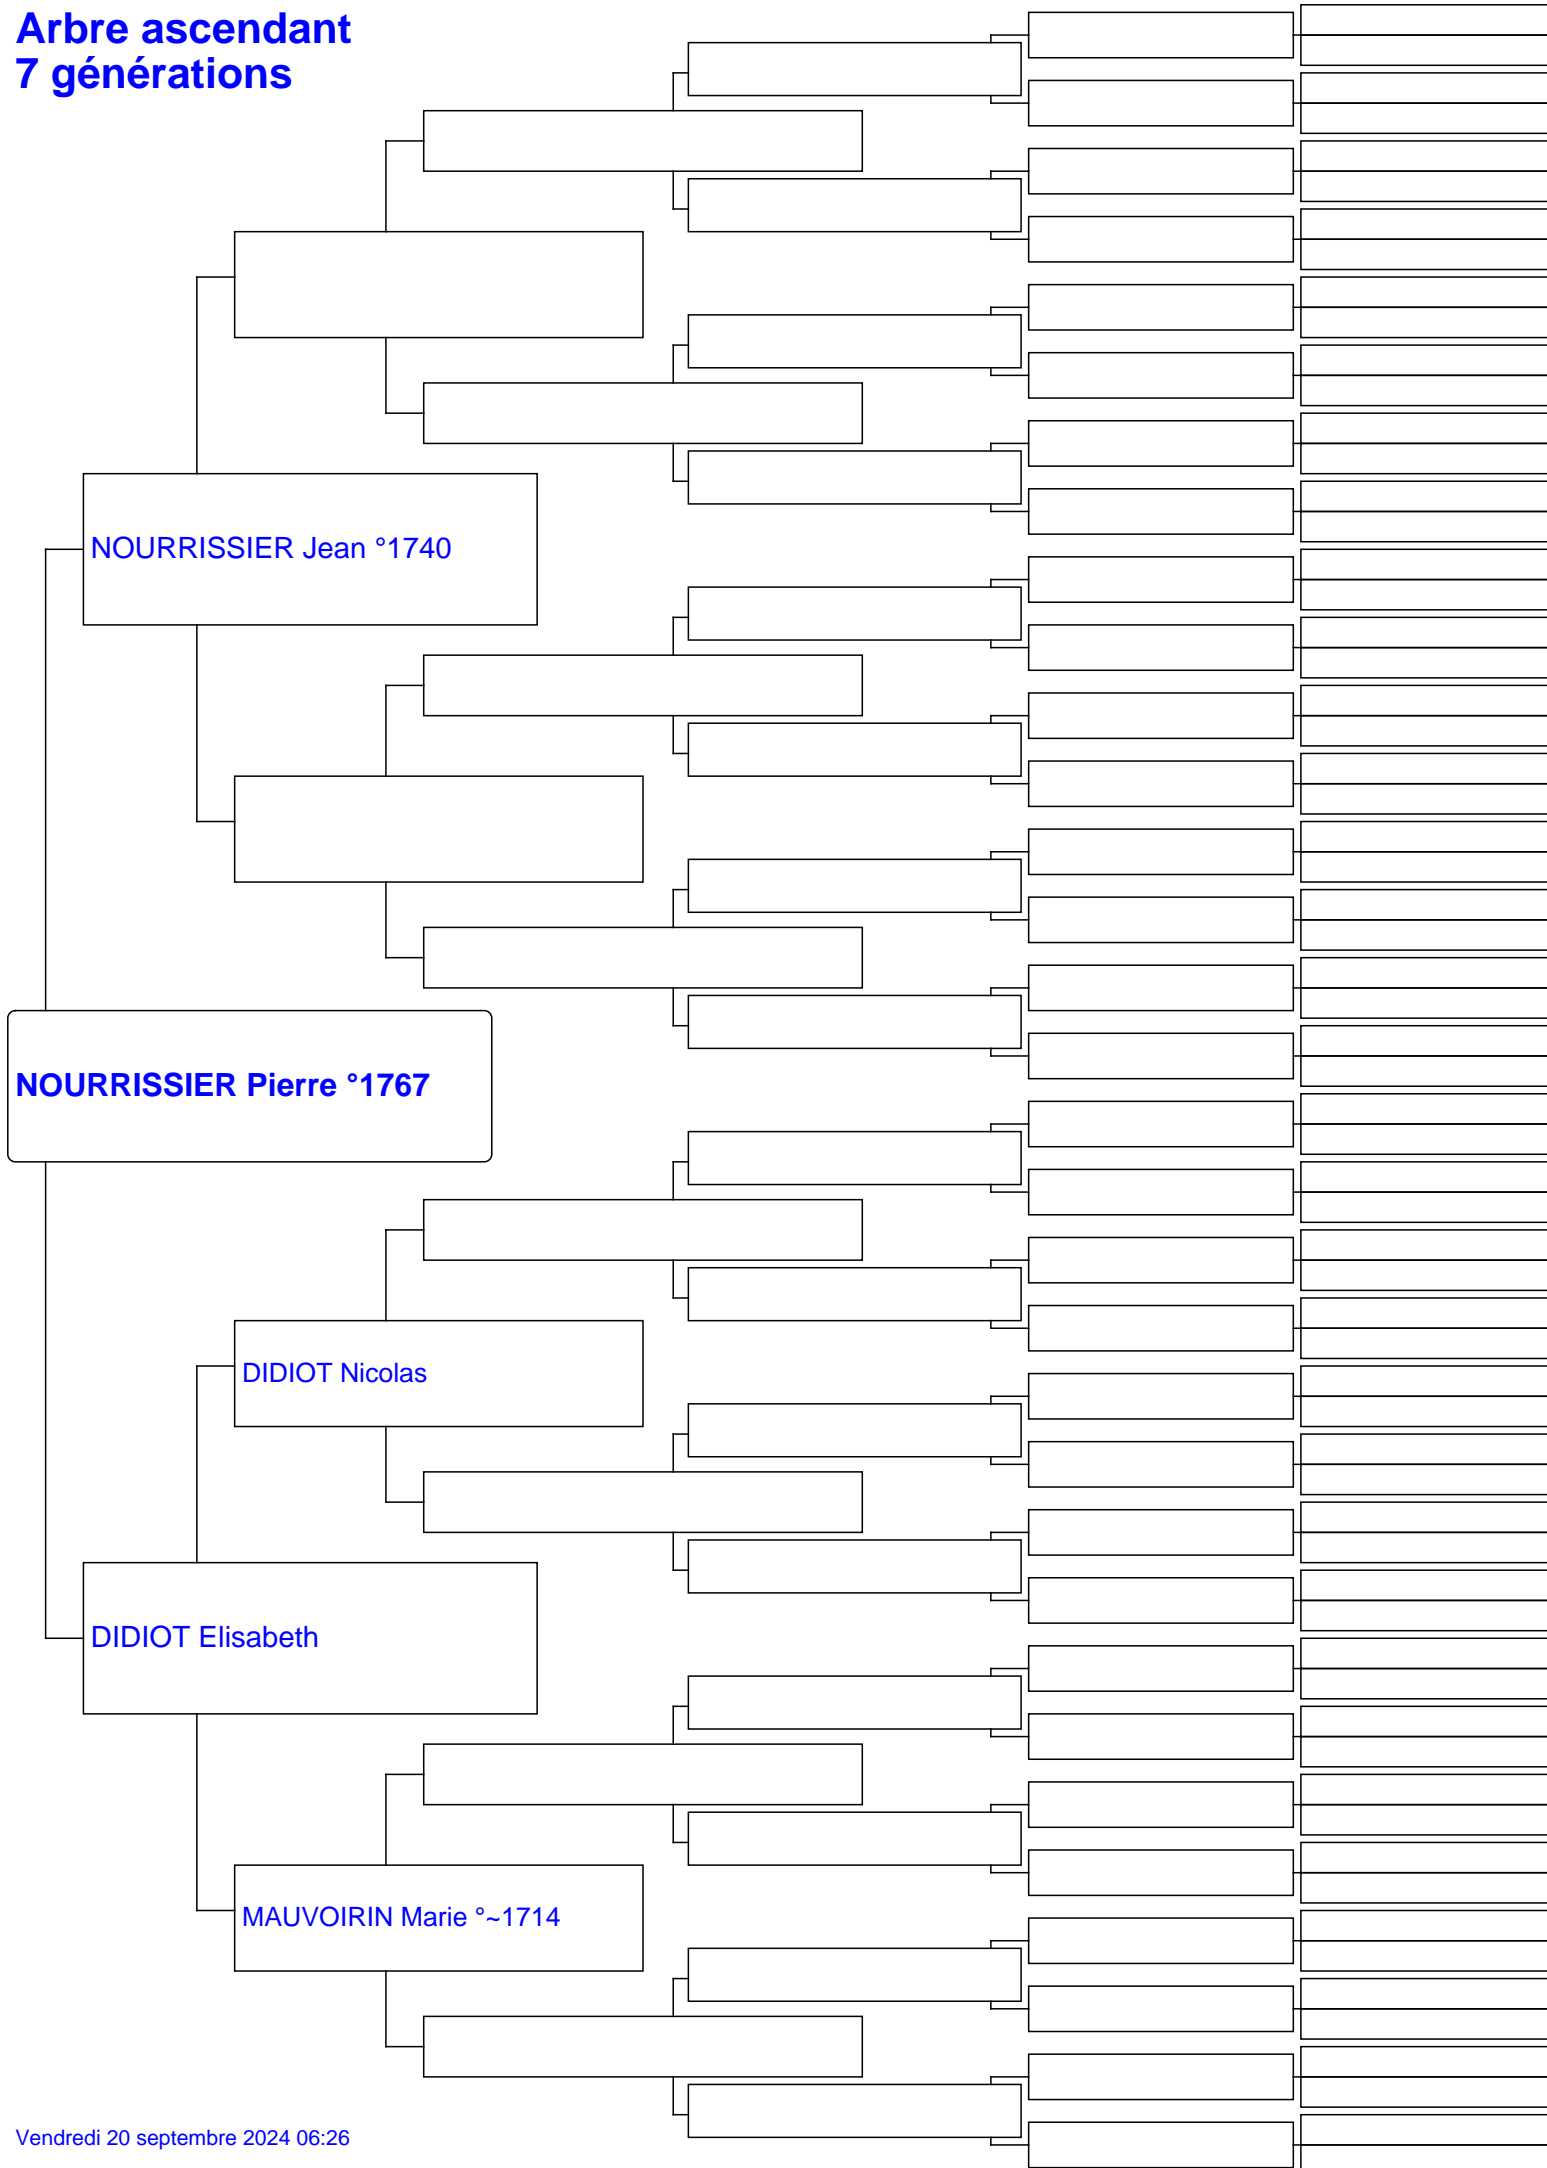 Arbre ascendant
7 générations
NOURRISSIER Jean °1740
NOURRISSIER Pierre °1767
DIDIOT Nicolas
DIDIOT Elisabeth
MAUVOIRIN Marie °~1714
Vendredi 20 septembre 2024 06:26